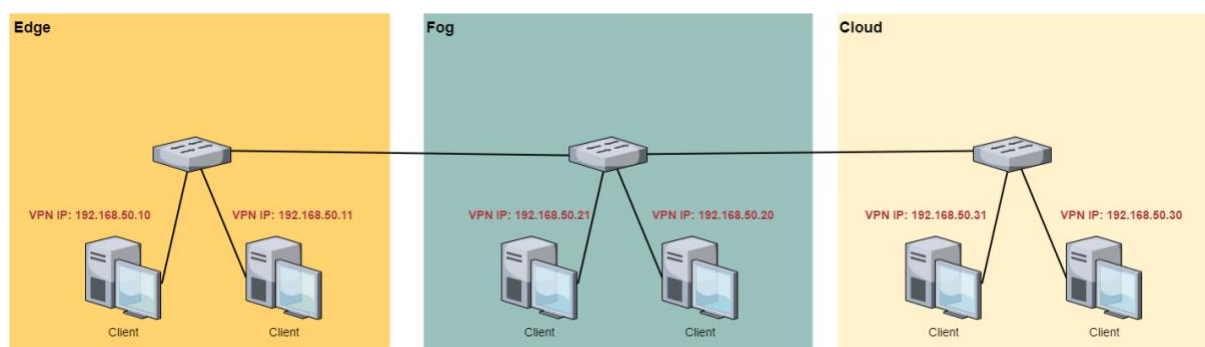 Edge
Fog
Cloud
VPN IP: 192.168.50.10
VPN IP: 192.168.50.11
VPN IP: 192.168.50.21
VPN IP: 192.168.50.20
VPN IP: 192.168.50.31
VPN IP: 192.168.50.30
Client
Client
Client
Client
Client
Client